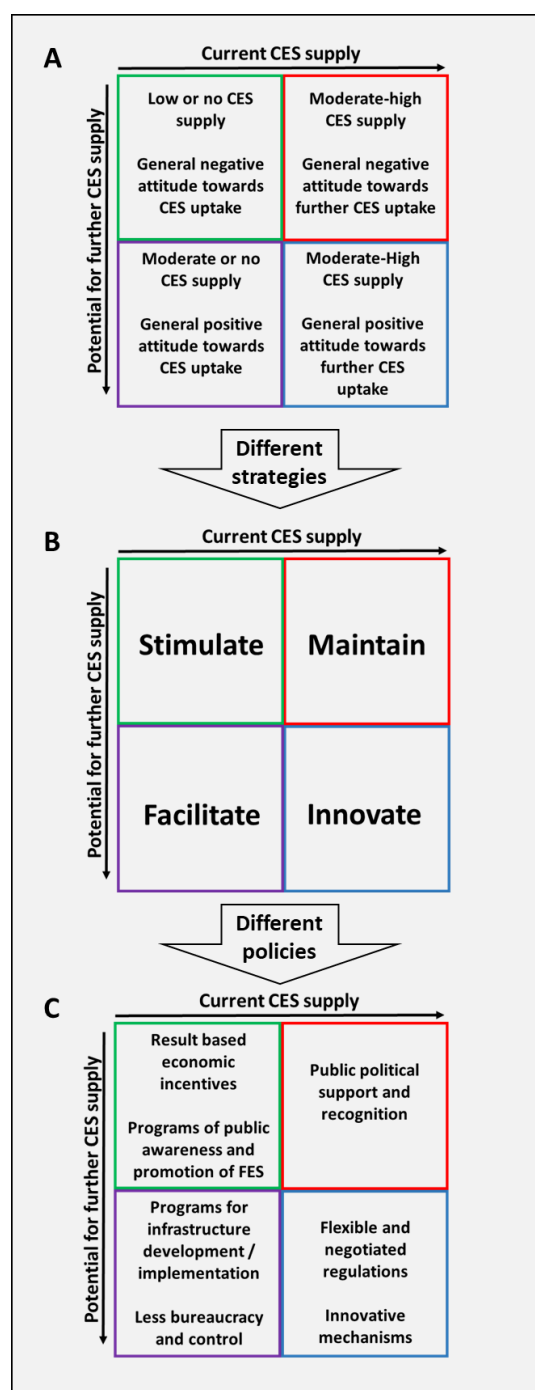 A
Current CES supply
Potential for further CES supply
Low or no CES
supply
General negative
attitude towards
CES uptake
Moderate-high
CES supply
General negative
attitude towards
further CES uptake
Moderate or no
CES supply
General positive
attitude towards
CES uptake
Moderate-High
CES supply
General positive
attitude towards
further CES
uptake
Different
strategies
B
Current CES supply
Potential for further CES supply
Stimulate
Maintain
Facilitate
Innovate
Different
policies
C
Current CES supply
Potential for further CES supply
Result based
economic
incentives
Programs of public
awareness and
promotion of FES
Public political
support and
recognition
Programs for
infrastructure
development /
implementation
Less bureaucracy
and control
Flexible and
negotiated
regulations
Innovative
mechanisms